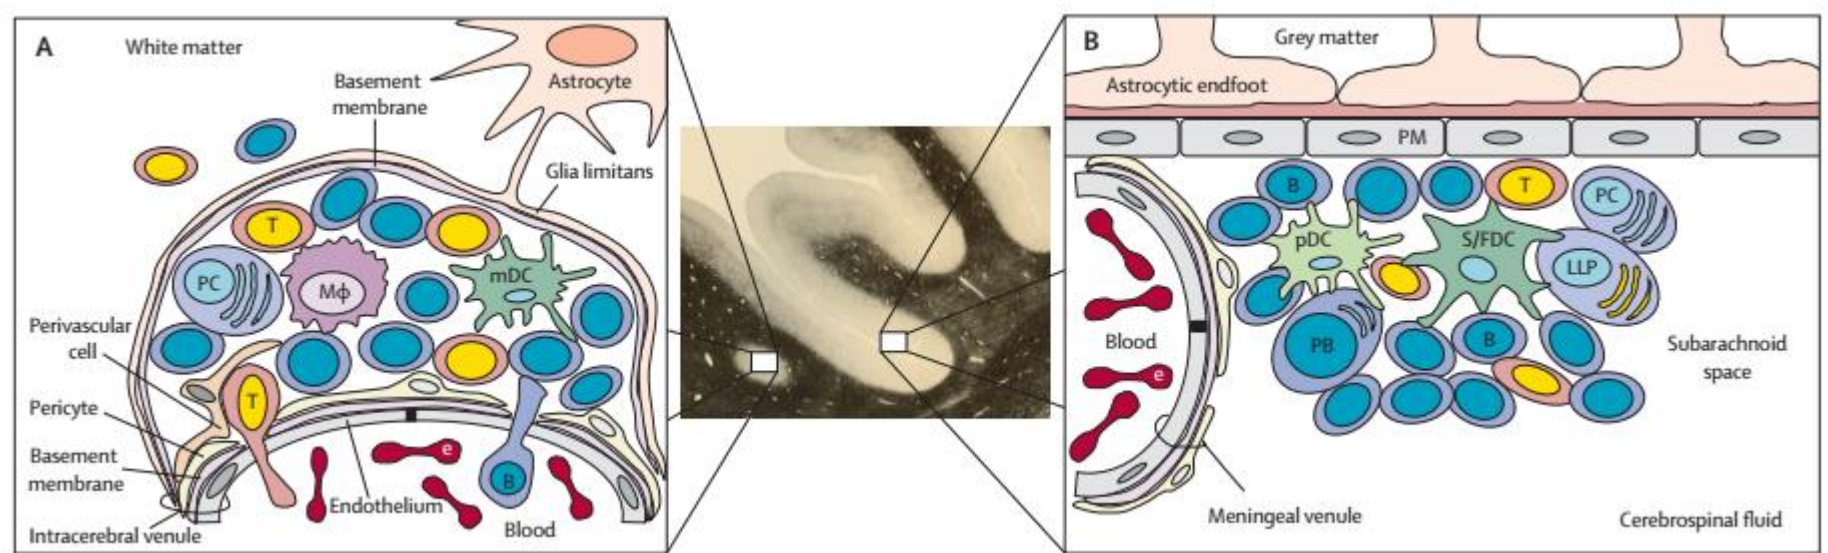 A
White matter
Basement
membrane
Astrocyte
Glia limitans
T
PC
Mϕ
mDC
Perivascular
cell
T
Pericyte
Basement
membrane
e
B
Endothelium
Intracerebral venule
Blood
B
Grey matter
Astrocytic endfoot
PM
B
T
PC
pDC
S/FDC
LLP
Blood
PB
B
Subarachnoid
space
e
Meningeal venule
Cerebrospinal fluid